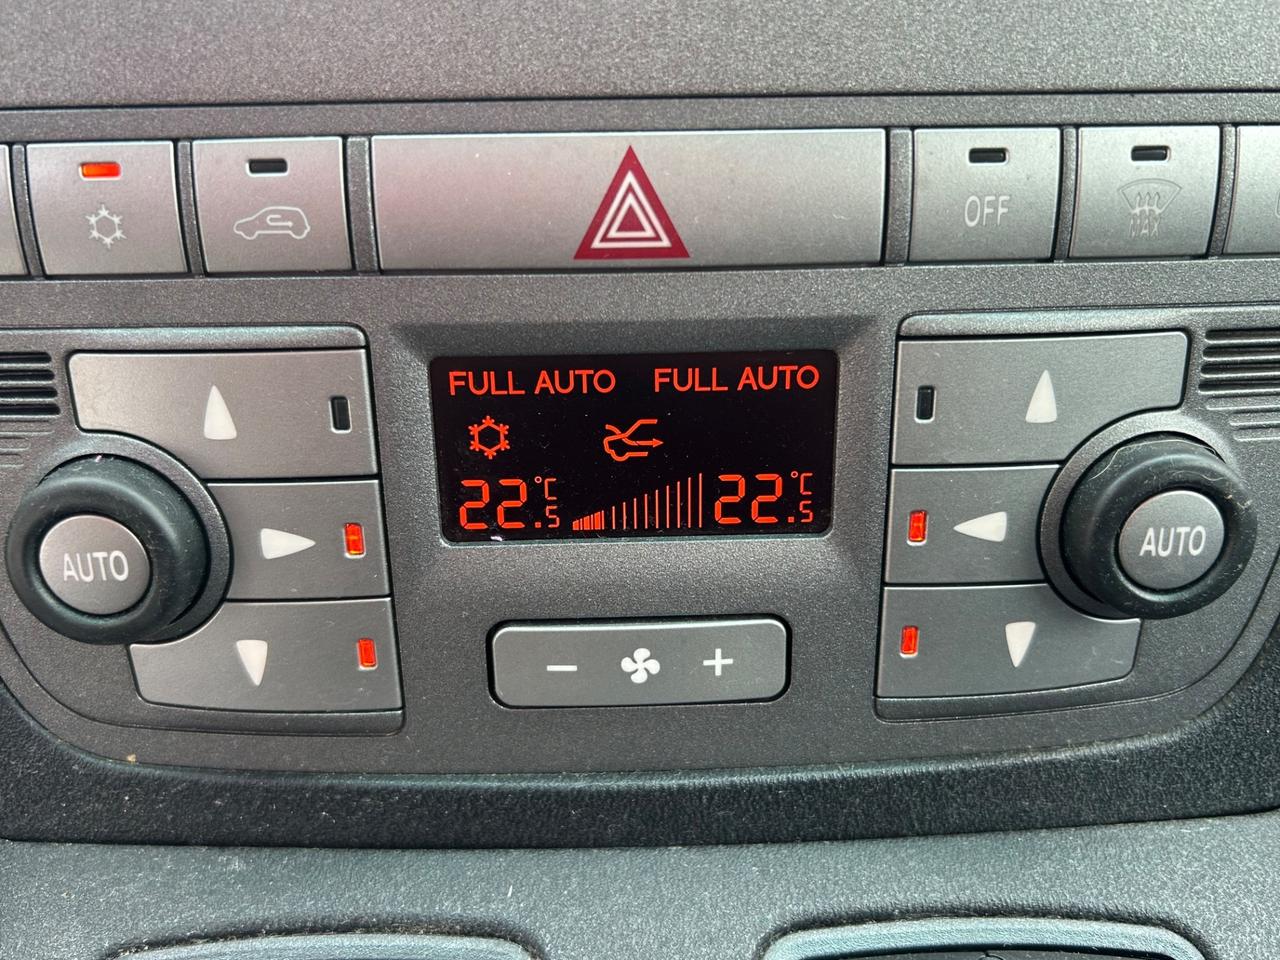 OFF
MAX
FULL AUTO FULL AUTO
22.5°C 22.5°C
AUTO
AUTO
- +